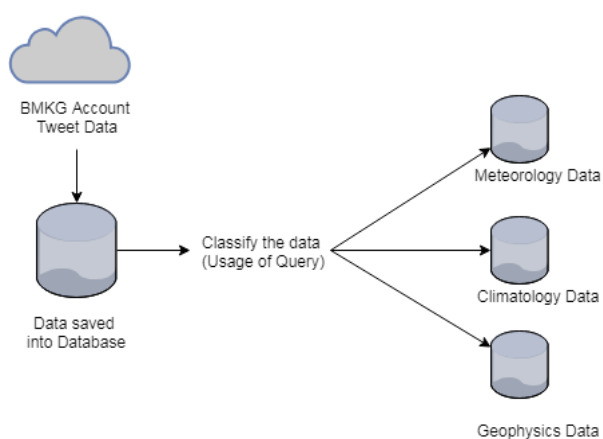 BMKG Account
Tweet Data
Data saved
into Database
Classify the data
(Usage of Query)
Meteorology Data
Climatology Data
Geophysics Data